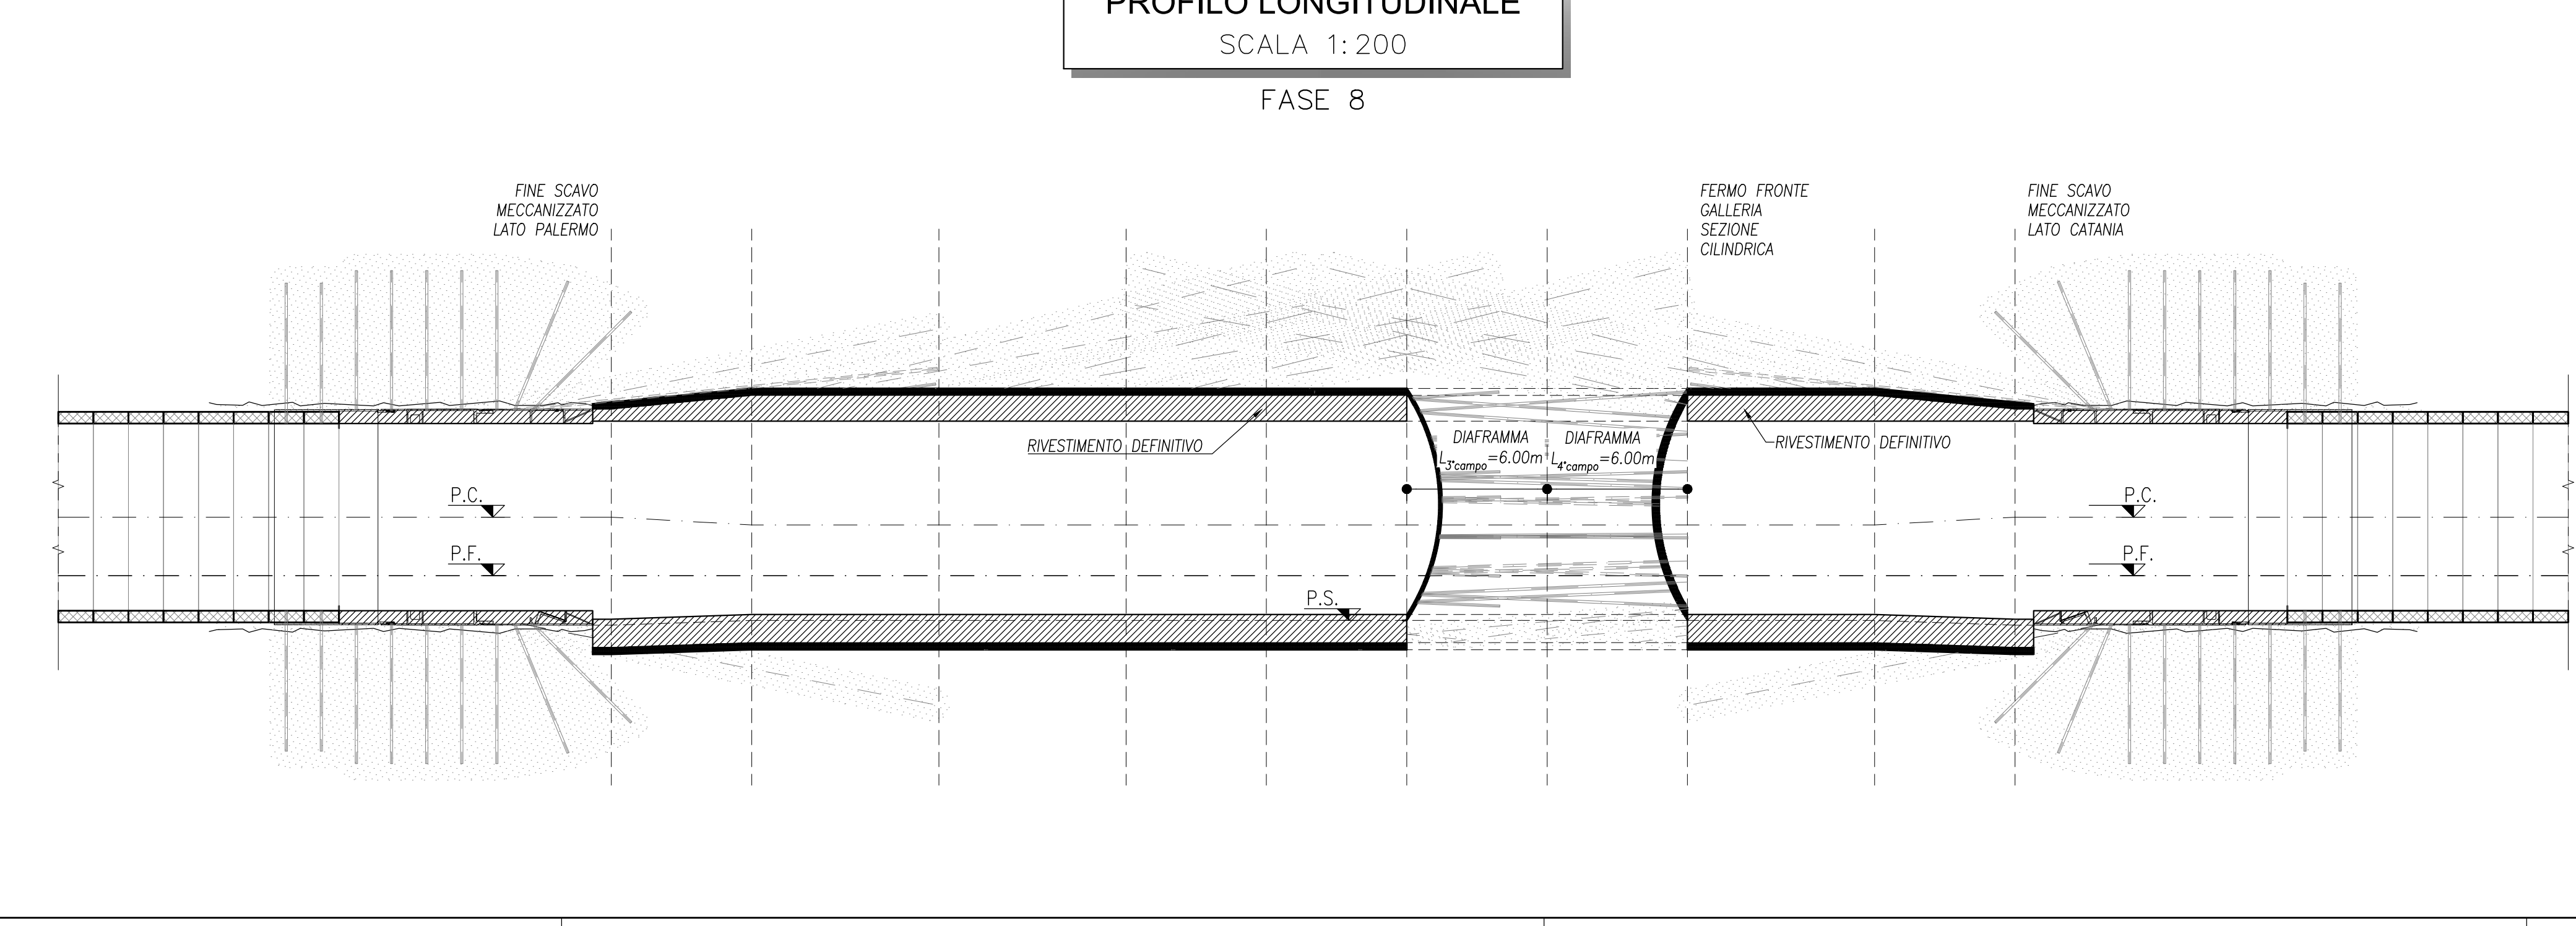 PROFILO LONGITUDINALE
SCALA 1:200
FASE 8
FINE SCAVO
MECCANIZZATO
LATO PALERMO
FERMO FRONTE
GALLERIA
SEZIONE
CILINDRICA
FINE SCAVO
MECCANIZZATO
LATO CATANIA
RIVESTIMENTO DEFINITIVO
DIAFRAMMA
L3°campo=6.00m
DIAFRAMMA
L4°campo=6.00m
RIVESTIMENTO DEFINITIVO
P.C.
P.C.
P.F.
P.F.
P.S.